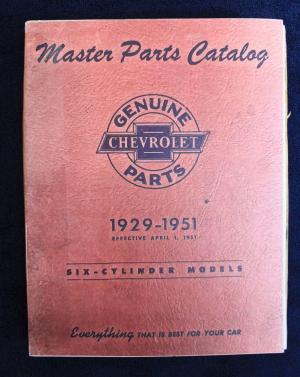 Master Parts Catalog
GENUINE
CHEVROLET
PARTS
1929-1951
EFFECTIVE APRIL 1, 1951
SIX-CYLINDER MODELS
Everything THAT IS BEST FOR YOUR CAR